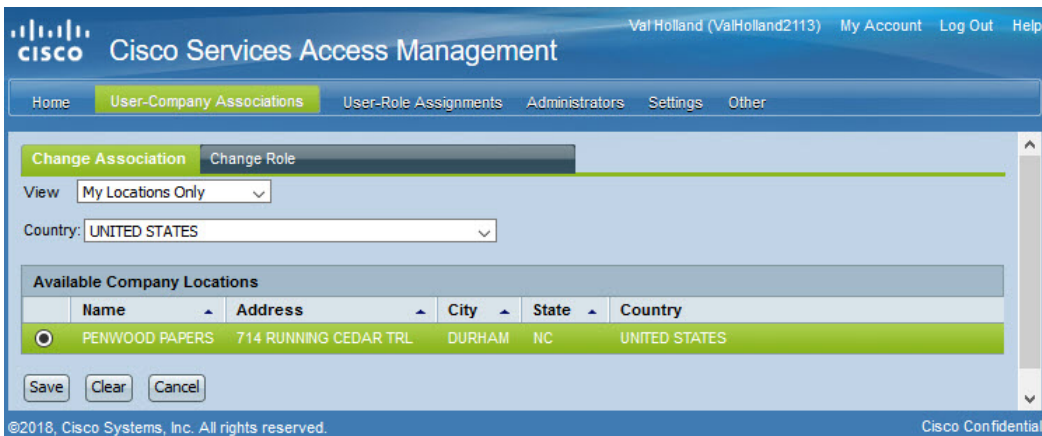 Val Holland (ValHolland2113) My Account Log Out Help
CISCO Cisco Services Access Management
Home User-Company Associations User-Role Assignments Administrators Settings Other
Change Association Change Role
View My Locations Only
Country: UNITED STATES
Available Company Locations
Name Address City State Country
PENWOOD PAPERS 714 RUNNING CEDAR TRL DURHAM NC UNITED STATES
Save Clear Cancel
©2018, Cisco Systems, Inc. All rights reserved. Cisco Confidential